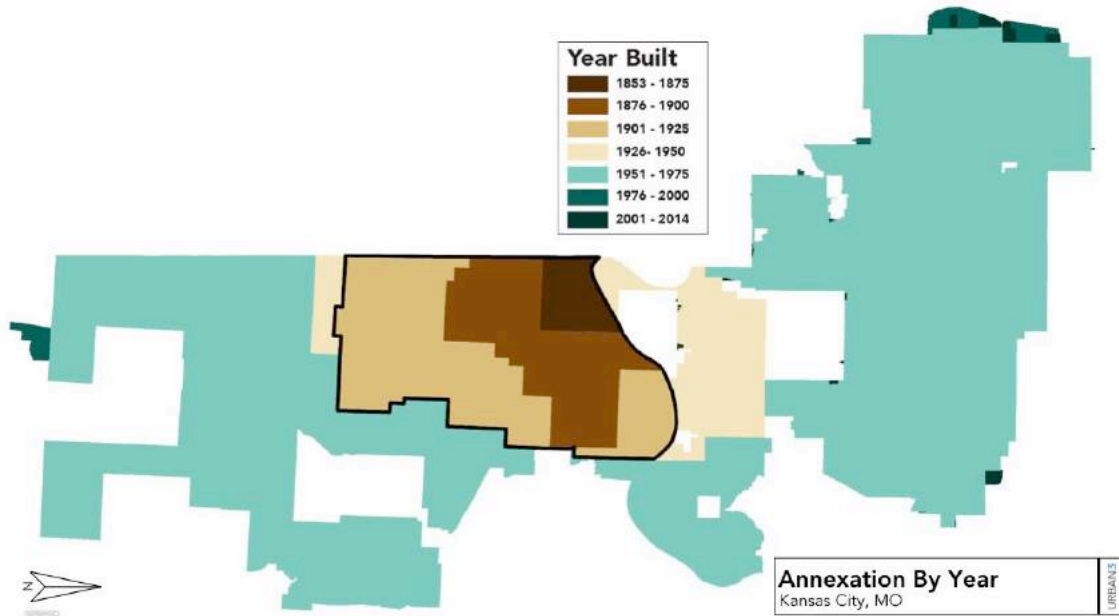 Year Built
1853 - 1875
1876 - 1900
1901 - 1925
1926- 1950
1951 - 1975
1976 - 2000
2001 - 2014
N
Annexation By Year
Kansas City, MO
URBAN3